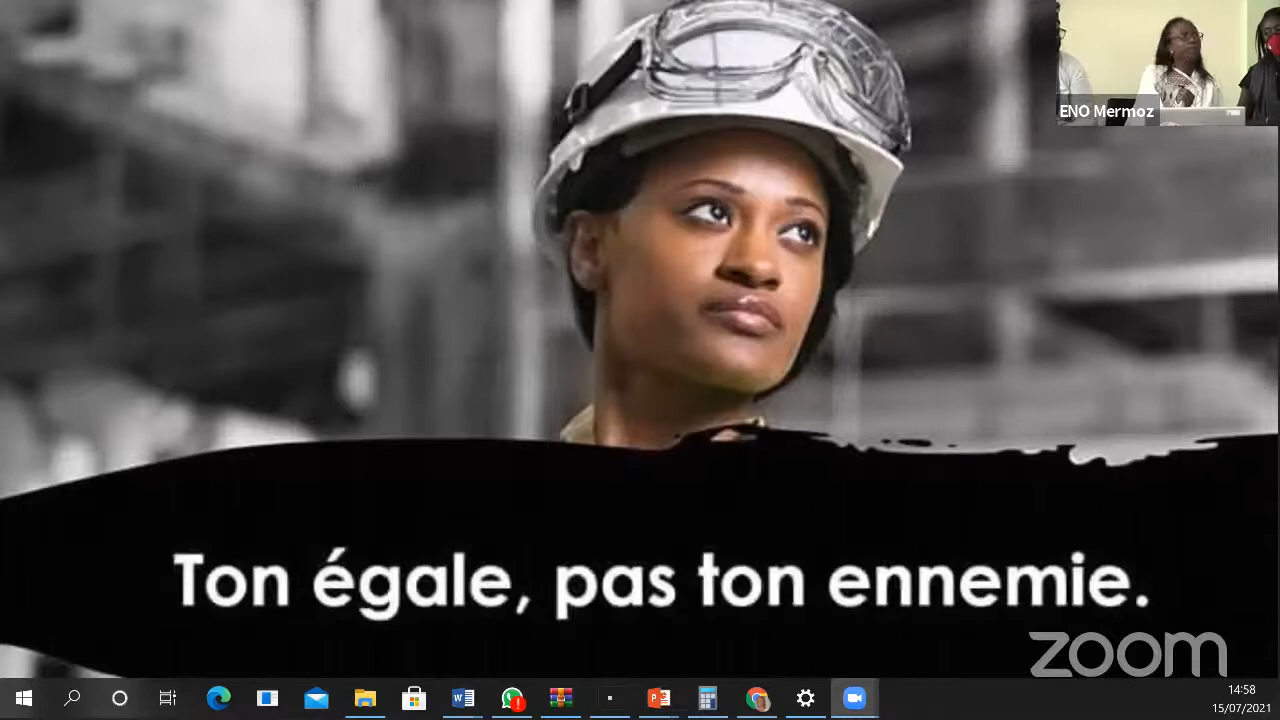 ENO Mermoz
Ton égale, pas ton ennemie.
zoom
14:58
15/07/2021